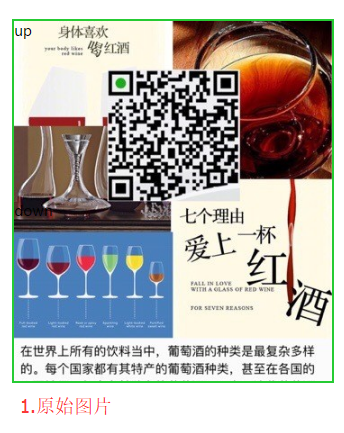 up
身体喜欢
your body likes
red wine
红酒
down
七个理由
爱上一杯
红酒
FALL IN LOVE
WITH A GLASS OF RED WINE
FOR SEVEN REASONS
在世界上所有的饮料当中，葡萄酒的种类是最复杂多样
的。每个国家都有其特产的葡萄酒种类，甚至在各国的
1.原始图片